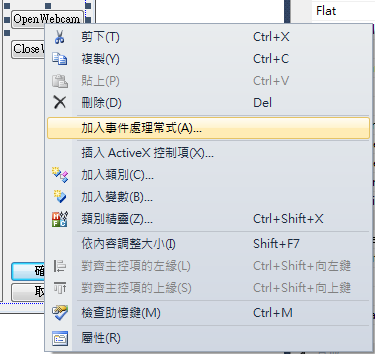 OpenWebcam
Flat
Close
剪下(T) Ctrl+X
複製(Y) Ctrl+C
貼上(P) Ctrl+V
刪除(D) Del
加入事件處理常式(A)...
插入 ActiveX 控制項(X)...
加入類別(C)...
加入變數(B)...
類別精靈(Z)... Ctrl+Shift+X
依內容調整大小(I) Shift+F7
對齊主控項的左緣(L) Ctrl+Shift+向左鍵
對齊主控項的上緣(S) Ctrl+Shift+向上鍵
檢查助憶鍵(M) Ctrl+M
屬性(R)
確
取